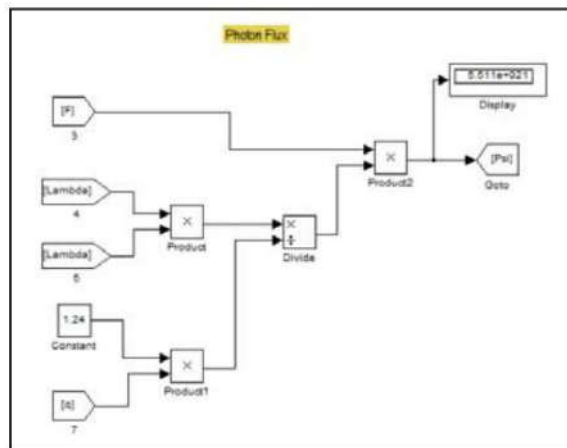 Photon Flux
5.511e+021
Display
[F]
3
×
Product2
[Psi]
Goto
[Lambda]
4
×
Product
×
÷
Divide
[Lambda]
5
1.24
Constant
×
Product1
7